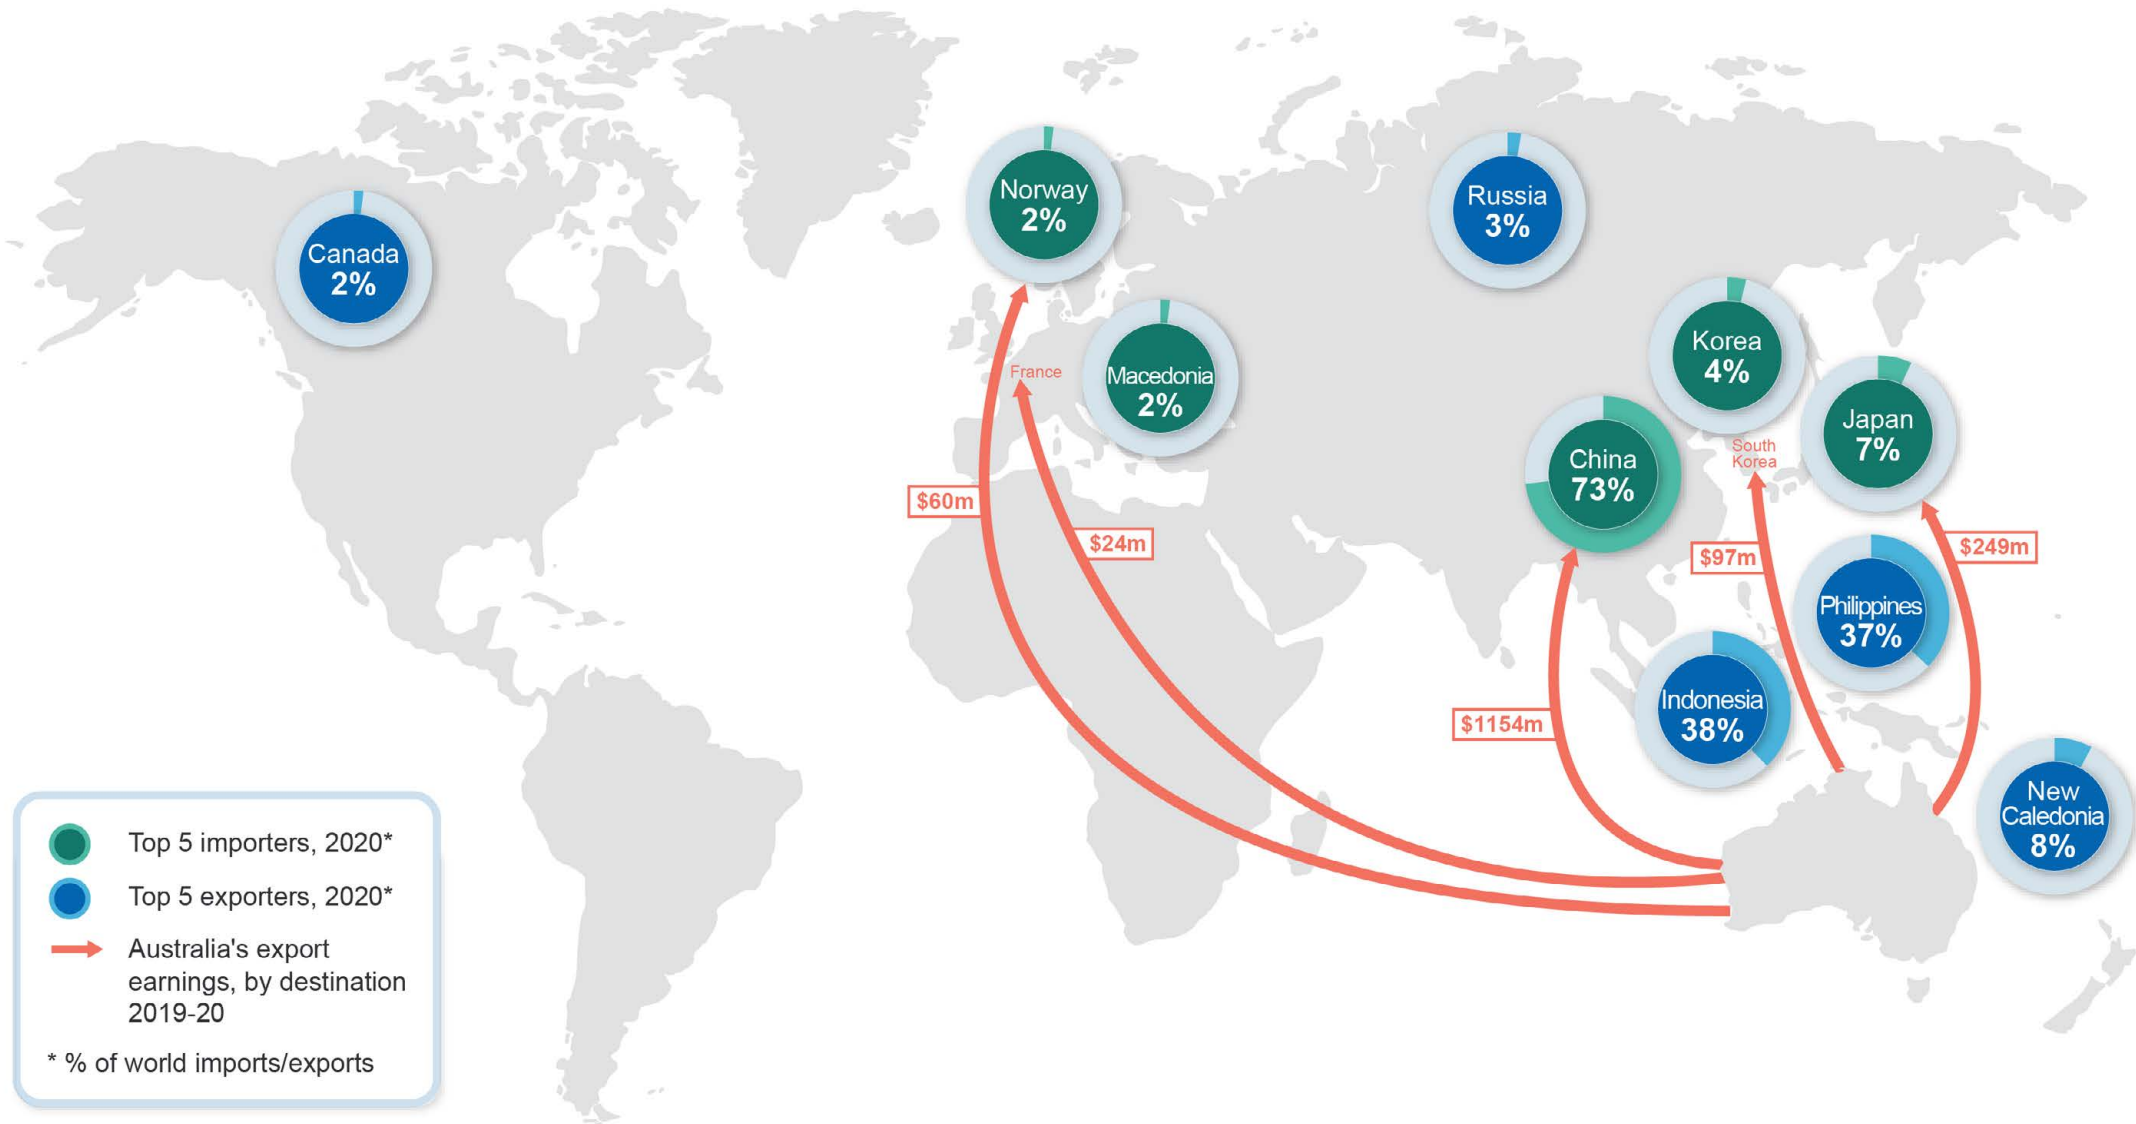 Canada
2%
Norway
2%
Russia
3%
Korea
4%
Macedonia
2%
France
Japan
7%
China
73%
South
Korea
$60m
$24m
$97m
$249m
Philippines
37%
Indonesia
38%
$1154m
New
Caledonia
8%
Top 5 importers, 2020*
Top 5 exporters, 2020*
Australia's export
earnings, by destination
2019-20
* % of world imports/exports